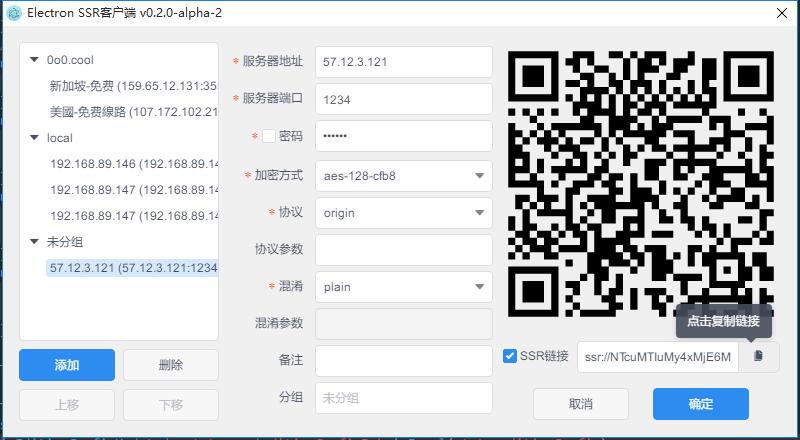 Electron SSR客户端 v0.2.0-alpha-2
0o0.cool
新加坡-免费 (159.65.12.131:35
美國-免費線路 (107.172.102.21
local
192.168.89.146 (192.168.89.14
192.168.89.147 (192.168.89.14
192.168.89.147 (192.168.89.14
未分组
57.12.3.121 (57.12.3.121:1234
添加
删除
上移
下移
* 服务器地址
57.12.3.121
* 服务器端口
1234
* 密码
••••••
* 加密方式
aes-128-cfb8
* 协议
origin
协议参数
* 混淆
plain
混淆参数
备注
分组
未分组
点击复制链接
SSR链接
ssr://NTcuMTIuMy4xMjE6M
取消
确定